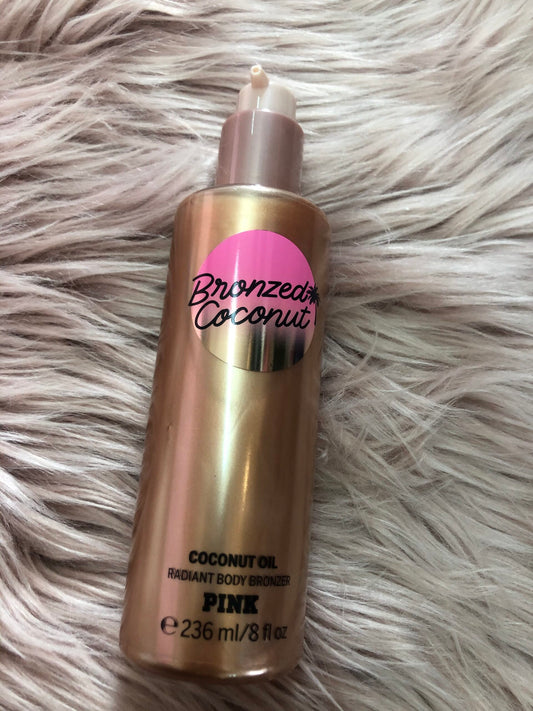 Bronzed
Coconut
COCONUT OIL
RADIANT BODY BRONZER
PINK
℮236 ml/8 fl oz